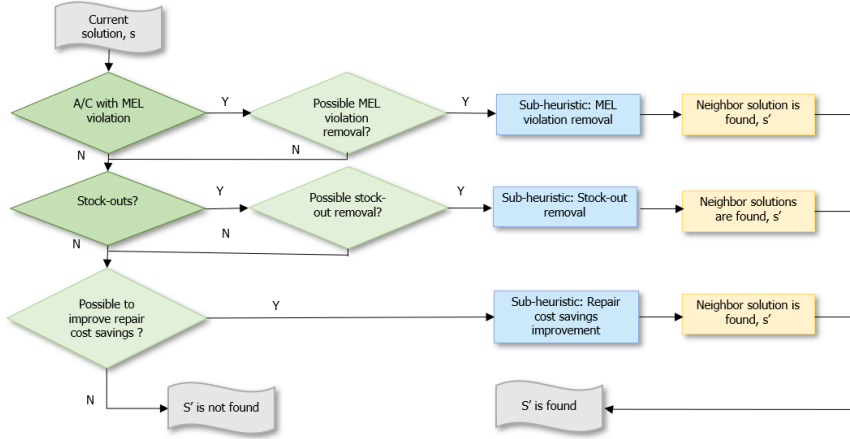 Current
solution, s
A/C with MEL
violation
Y
Possible MEL
violation
removal?
Y
Sub-heuristic: MEL
violation removal
Neighbor solution is
found, s’
N
N
Stock-outs?
Y
Possible stock-
out removal?
Y
Sub-heuristic: Stock-out
removal
Neighbor solutions
are found, s’
N
N
Possible to
improve repair
cost savings ?
Y
Sub-heuristic: Repair
cost savings
improvement
Neighbor solution is
found, s’
N
S’ is not found
S’ is found